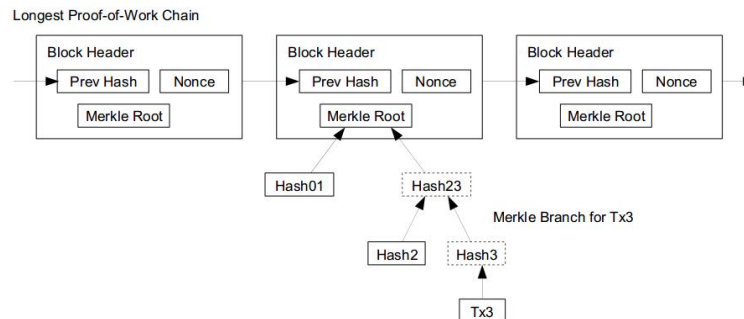 Longest Proof-of-Work Chain
Block Header
Prev Hash
Nonce
Merkle Root
Block Header
Prev Hash
Nonce
Merkle Root
Block Header
Prev Hash
Nonce
Merkle Root
Hash01
Hash23
Merkle Branch for Tx3
Hash2
Hash3
Tx3